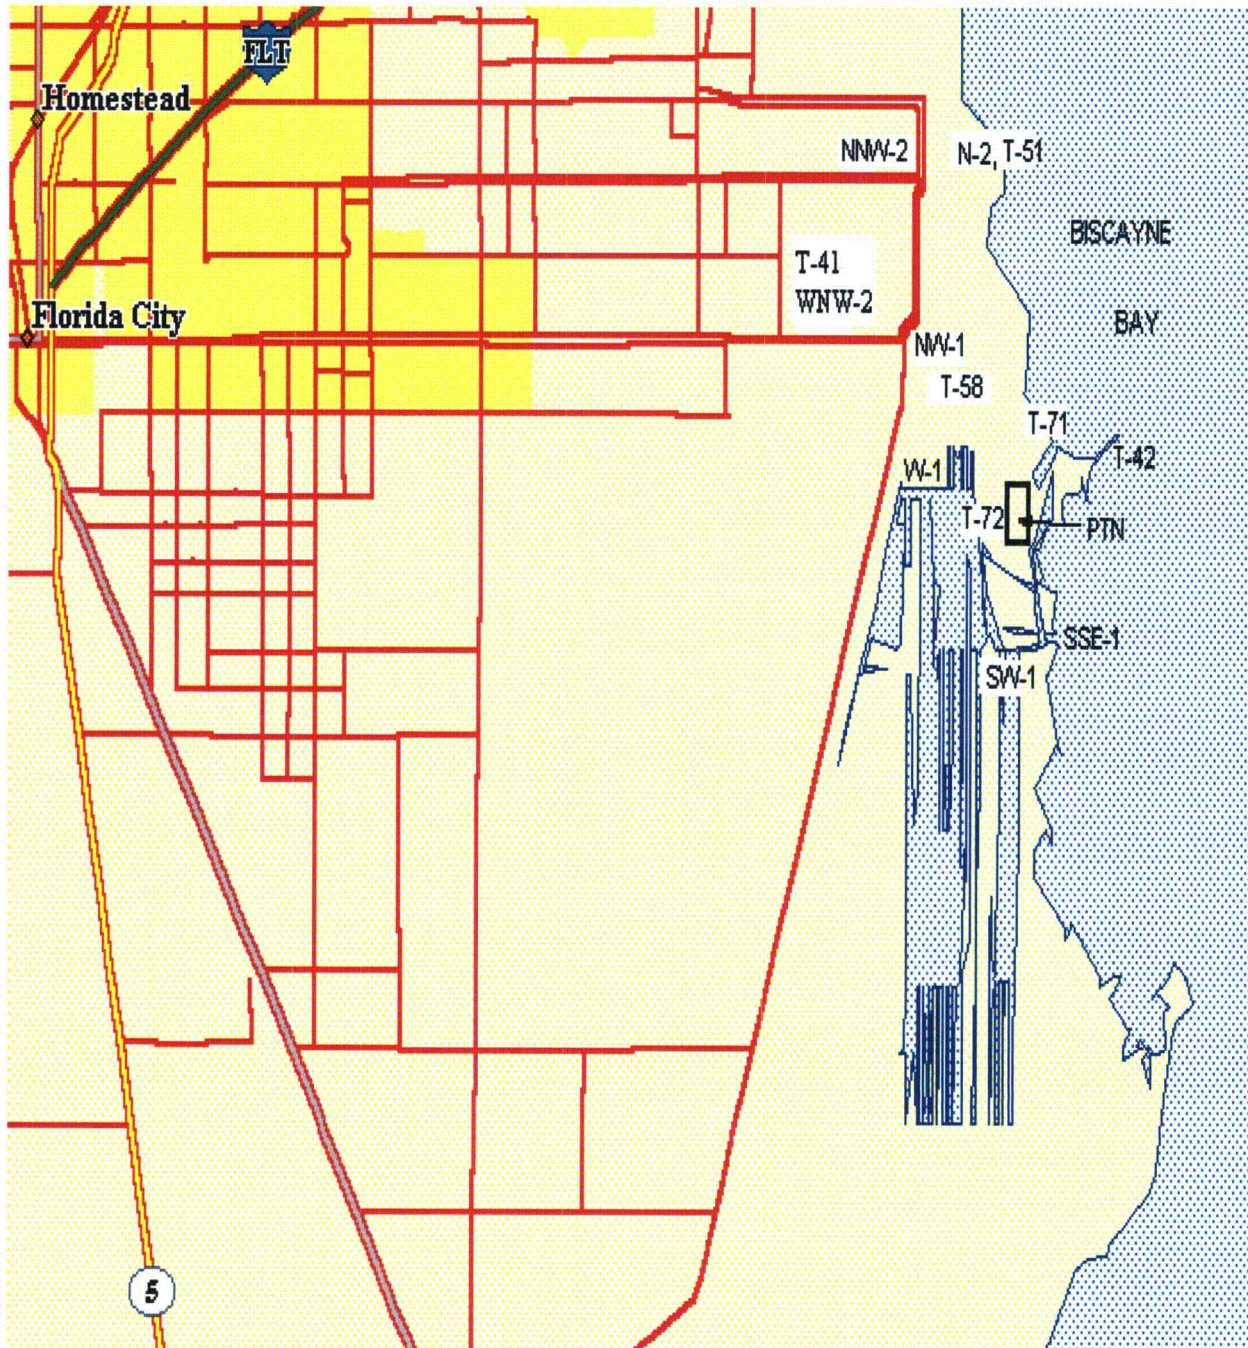 FLT
Homestead
NNW-2
N-2, T-51
BISCAYNE
T-41
WNW-2
Florida City
BAY
NW-1
T-58
T-71
T-42
W-1
T-72
PTN
SSE-1
SW-1
5